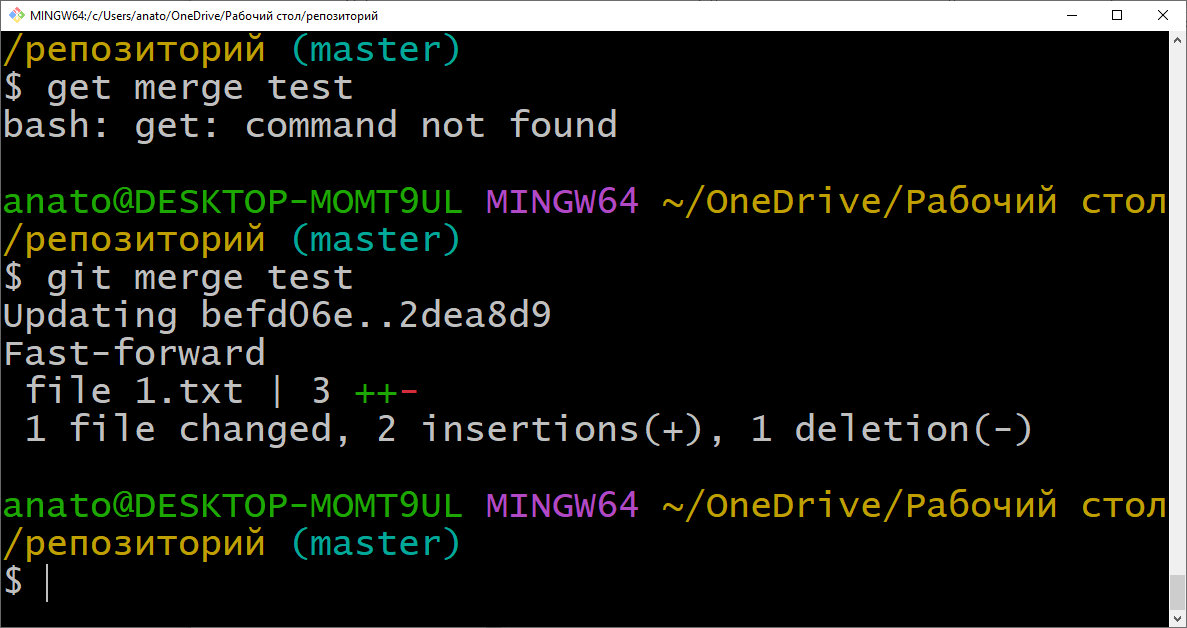 MINGW64:/c/Users/anato/OneDrive/Рабочий стол/репозиторий
/репозиторий (master)
$ get merge test
bash: get: command not found
anato@DESKTOP-MOMT9UL MINGW64 ~/OneDrive/Рабочий стол
/репозиторий (master)
$ git merge test
Updating befd06e..2dea8d9
Fast-forward
 file 1.txt | 3 ++-
 1 file changed, 2 insertions(+), 1 deletion(-)
anato@DESKTOP-MOMT9UL MINGW64 ~/OneDrive/Рабочий стол
/репозиторий (master)
$